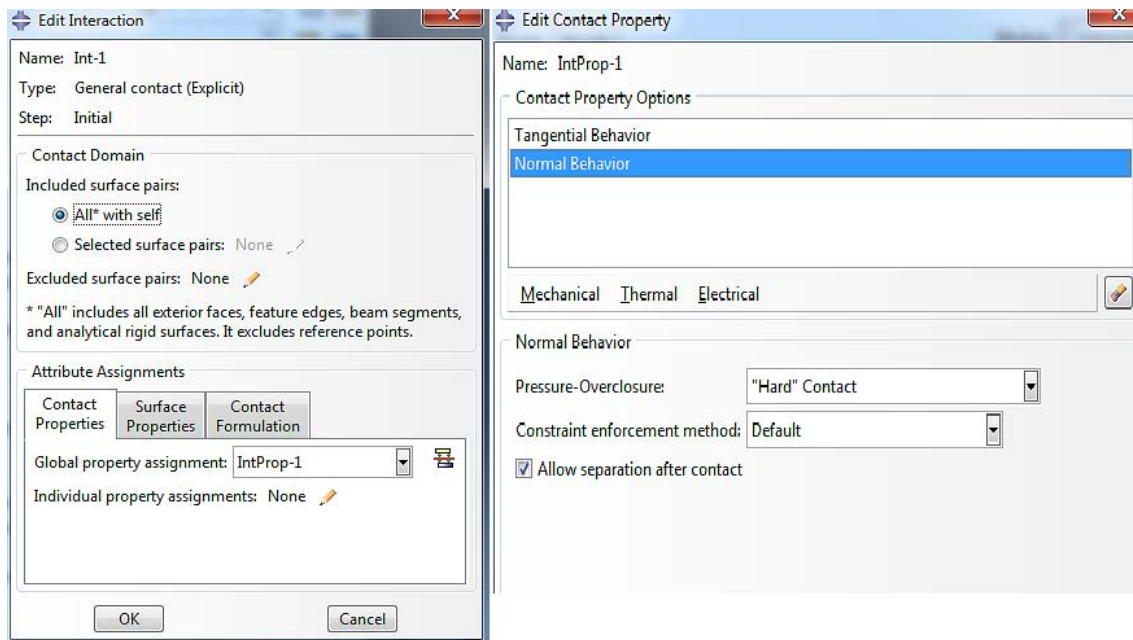 Edit Interaction
Name: Int-1
Type: General contact (Explicit)
Step: Initial
Contact Domain
Included surface pairs:
All* with self
Selected surface pairs: None
Excluded surface pairs: None
* "All" includes all exterior faces, feature edges, beam segments,
and analytical rigid surfaces. It excludes reference points.
Attribute Assignments
Contact
Properties
Surface
Properties
Contact
Formulation
Global property assignment: IntProp-1
Individual property assignments: None
OK
Cancel
Edit Contact Property
Name: IntProp-1
Contact Property Options
Tangential Behavior
Normal Behavior
Mechanical Thermal Electrical
Normal Behavior
Pressure-Overclosure: "Hard" Contact
Constraint enforcement method: Default
Allow separation after contact